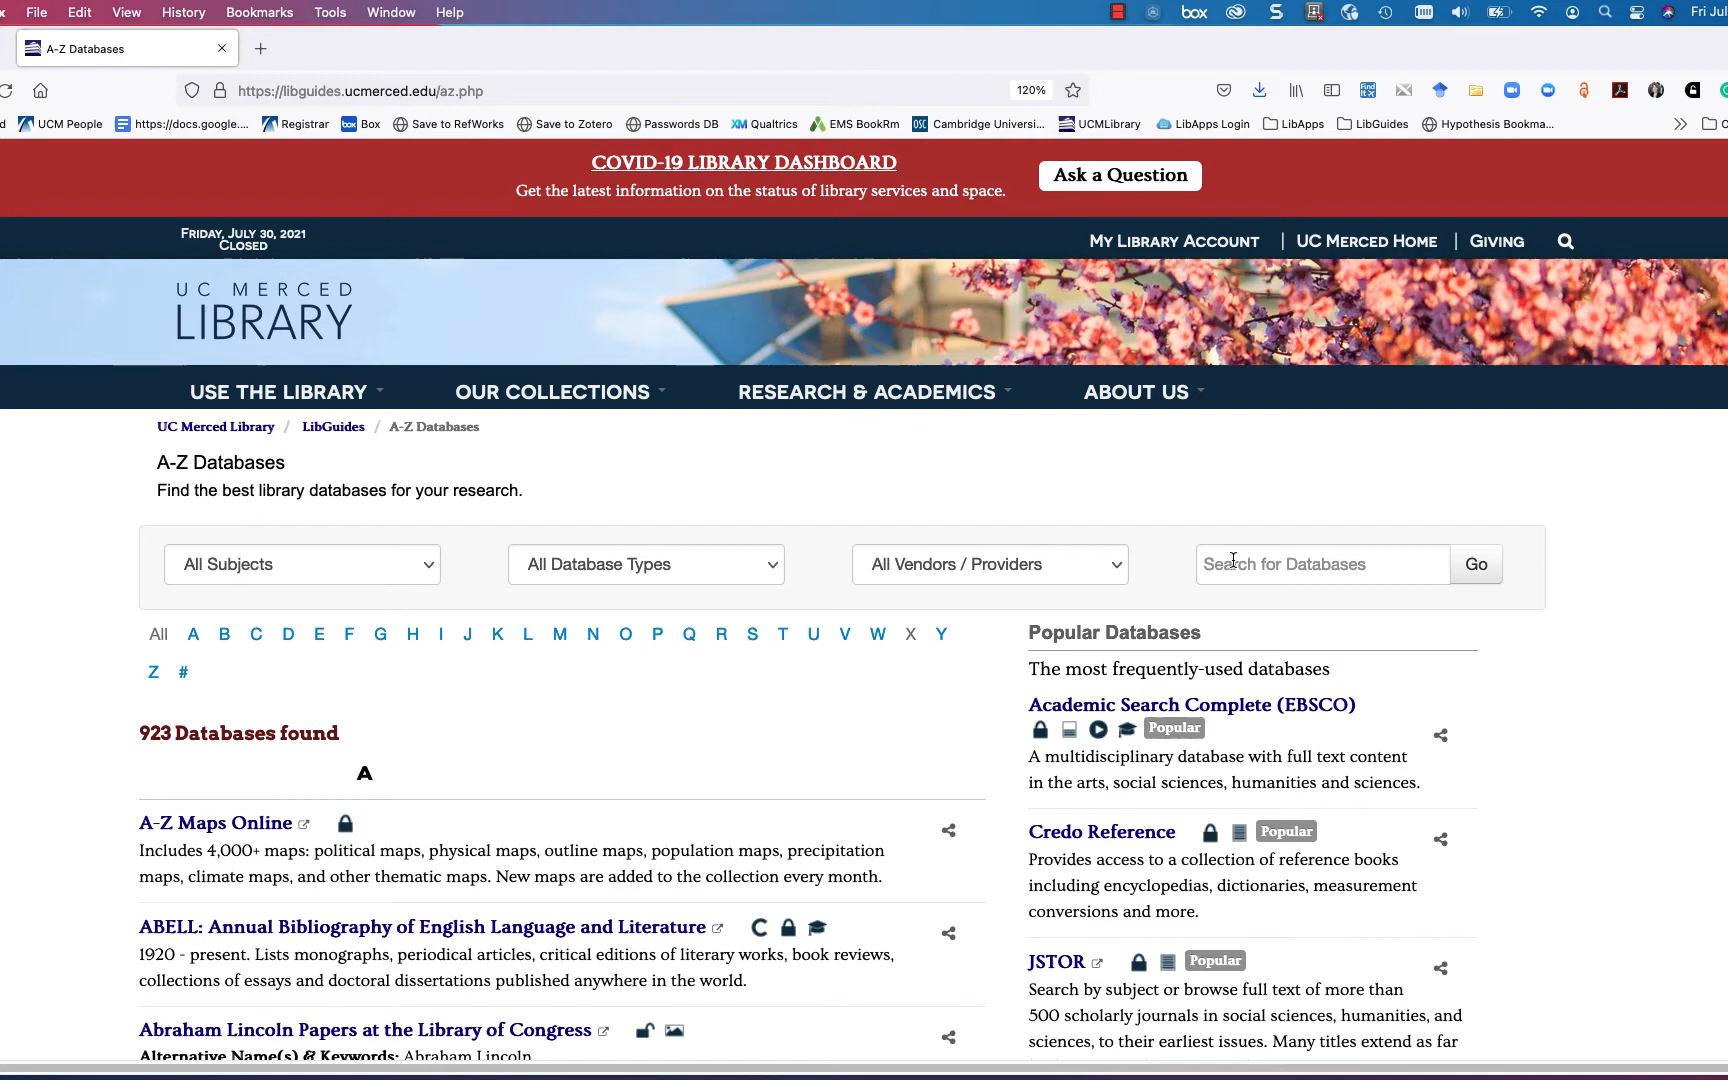 File Edit View History Bookmarks Tools Window Help box Fri Jul
A-Z Databases
https://libguides.ucmerced.edu/az.php 120%
UCM People https://docs.google.... Registrar Box Save to RefWorks Save to Zotero Passwords DB XM Qualtrics EMS BookRm OSC Cambridge Universi... UCMLibrary LibApps Login LibApps LibGuides Hypothesis Bookma...
COVID-19 LIBRARY DASHBOARD
Get the latest information on the status of library services and space.
Ask a Question
FRIDAY, JULY 30, 2021
CLOSED
MY LIBRARY ACCOUNT | UC MERCED HOME | GIVING
UC MERCED
LIBRARY
USE THE LIBRARY OUR COLLECTIONS RESEARCH & ACADEMICS ABOUT US
UC Merced Library / LibGuides / A-Z Databases
A-Z Databases
Find the best library databases for your research.
All Subjects All Database Types All Vendors / Providers Search for Databases Go
All A B C D E F G H I J K L M N O P Q R S T U V W X Y
Z #
923 Databases found
A
A-Z Maps Online
Includes 4,000+ maps: political maps, physical maps, outline maps, population maps, precipitation
maps, climate maps, and other thematic maps. New maps are added to the collection every month.
ABELL: Annual Bibliography of English Language and Literature
1920 - present. Lists monographs, periodical articles, critical editions of literary works, book reviews,
collections of essays and doctoral dissertations published anywhere in the world.
Abraham Lincoln Papers at the Library of Congress
Alternative Name(s) & Keywords: Abraham Lincoln
Popular Databases
The most frequently-used databases
Academic Search Complete (EBSCO)
Popular
A multidisciplinary database with full text content
in the arts, social sciences, humanities and sciences.
Credo Reference Popular
Provides access to a collection of reference books
including encyclopedias, dictionaries, measurement
conversions and more.
JSTOR Popular
Search by subject or browse full text of more than
500 scholarly journals in social sciences, humanities, and
sciences, to their earliest issues. Many titles extend as far